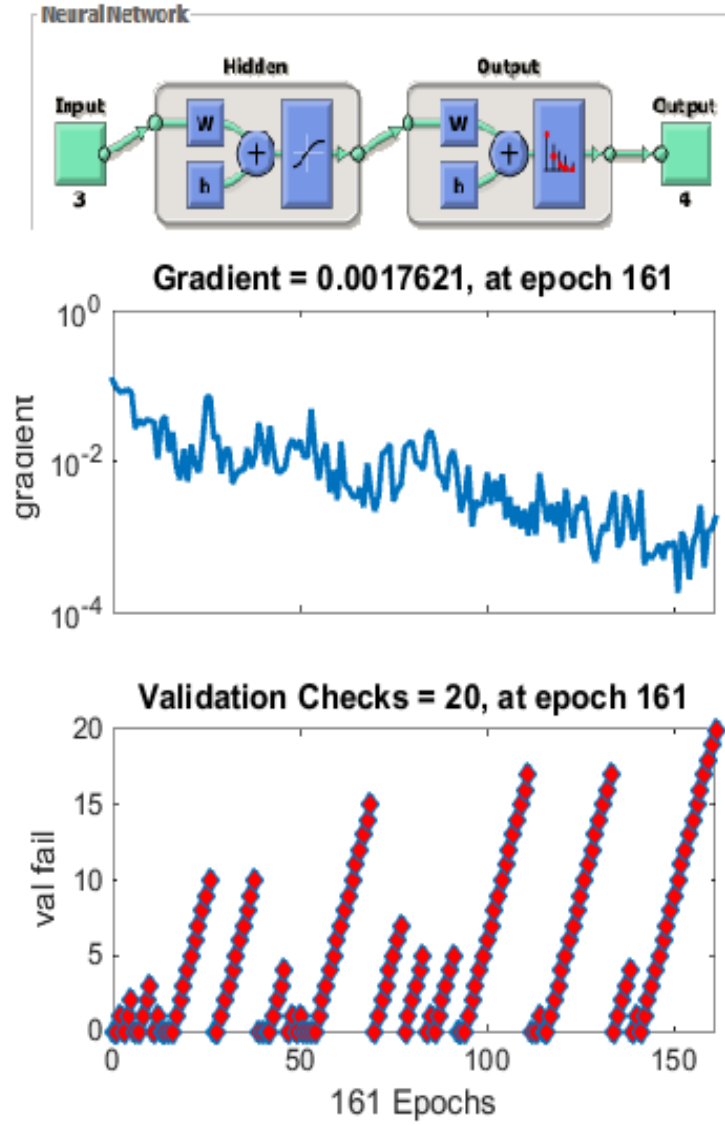 Neural Network
Hidden
Output
Input
W
+
b
W
+
b
Output
3
4
Gradient = 0.0017621, at epoch 161
10^0
10^-2
10^-4
gradient
Validation Checks = 20, at epoch 161
20
15
10
5
0
val fail
0
50
100
150
161 Epochs